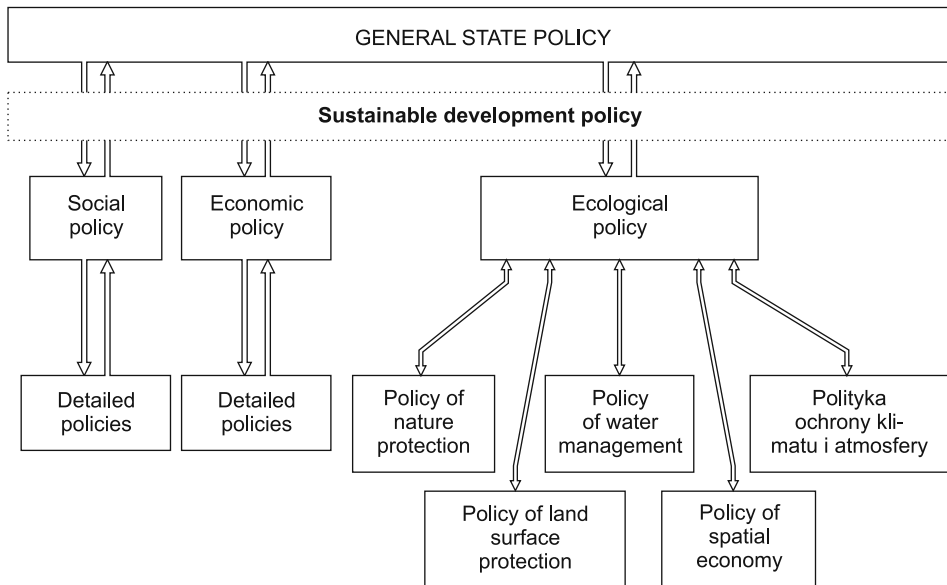 GENERAL STATE POLICY
Sustainable development policy
Social
policy
Economic
policy
Ecological
policy
Detailed
policies
Detailed
policies
Policy of
nature
protection
Policy
of water
management
Polityka
ochrony kli-
matu i atmosfery
Policy of land
surface
protection
Policy of
spatial
economy